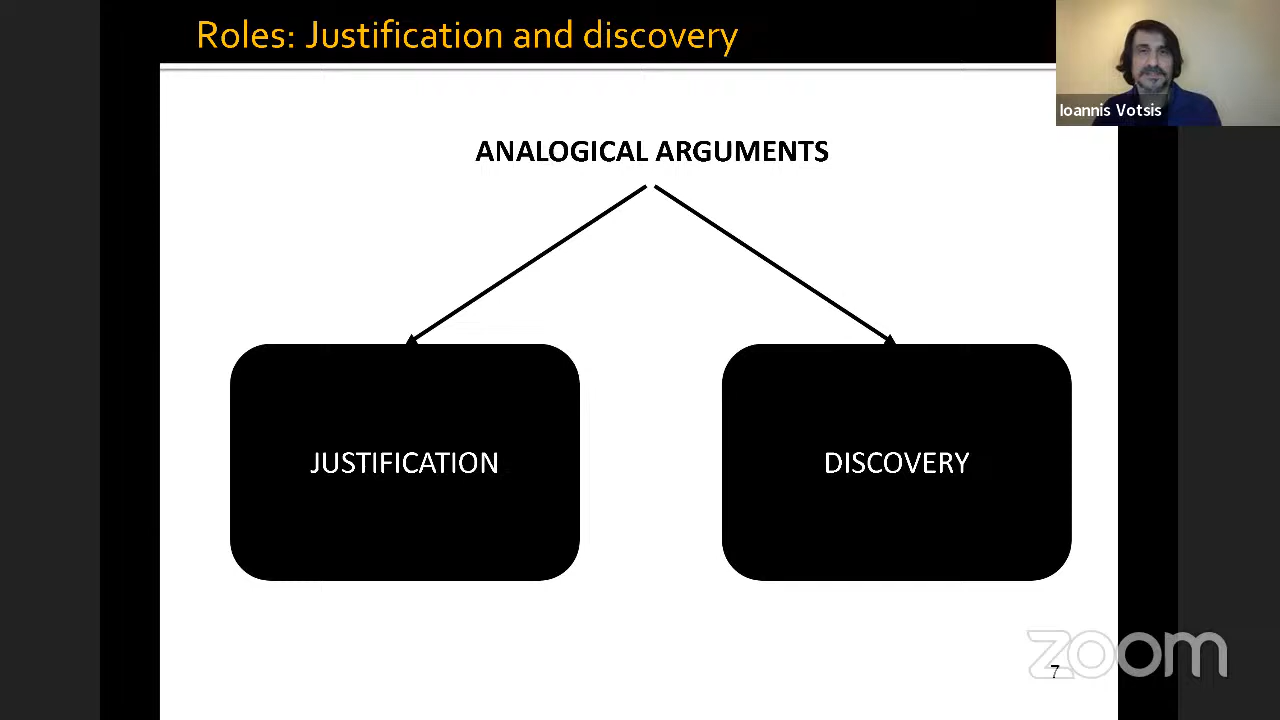 Roles: Justification and discovery
Ioannis Votsis
ANALOGICAL ARGUMENTS
JUSTIFICATION
DISCOVERY
zoom
7